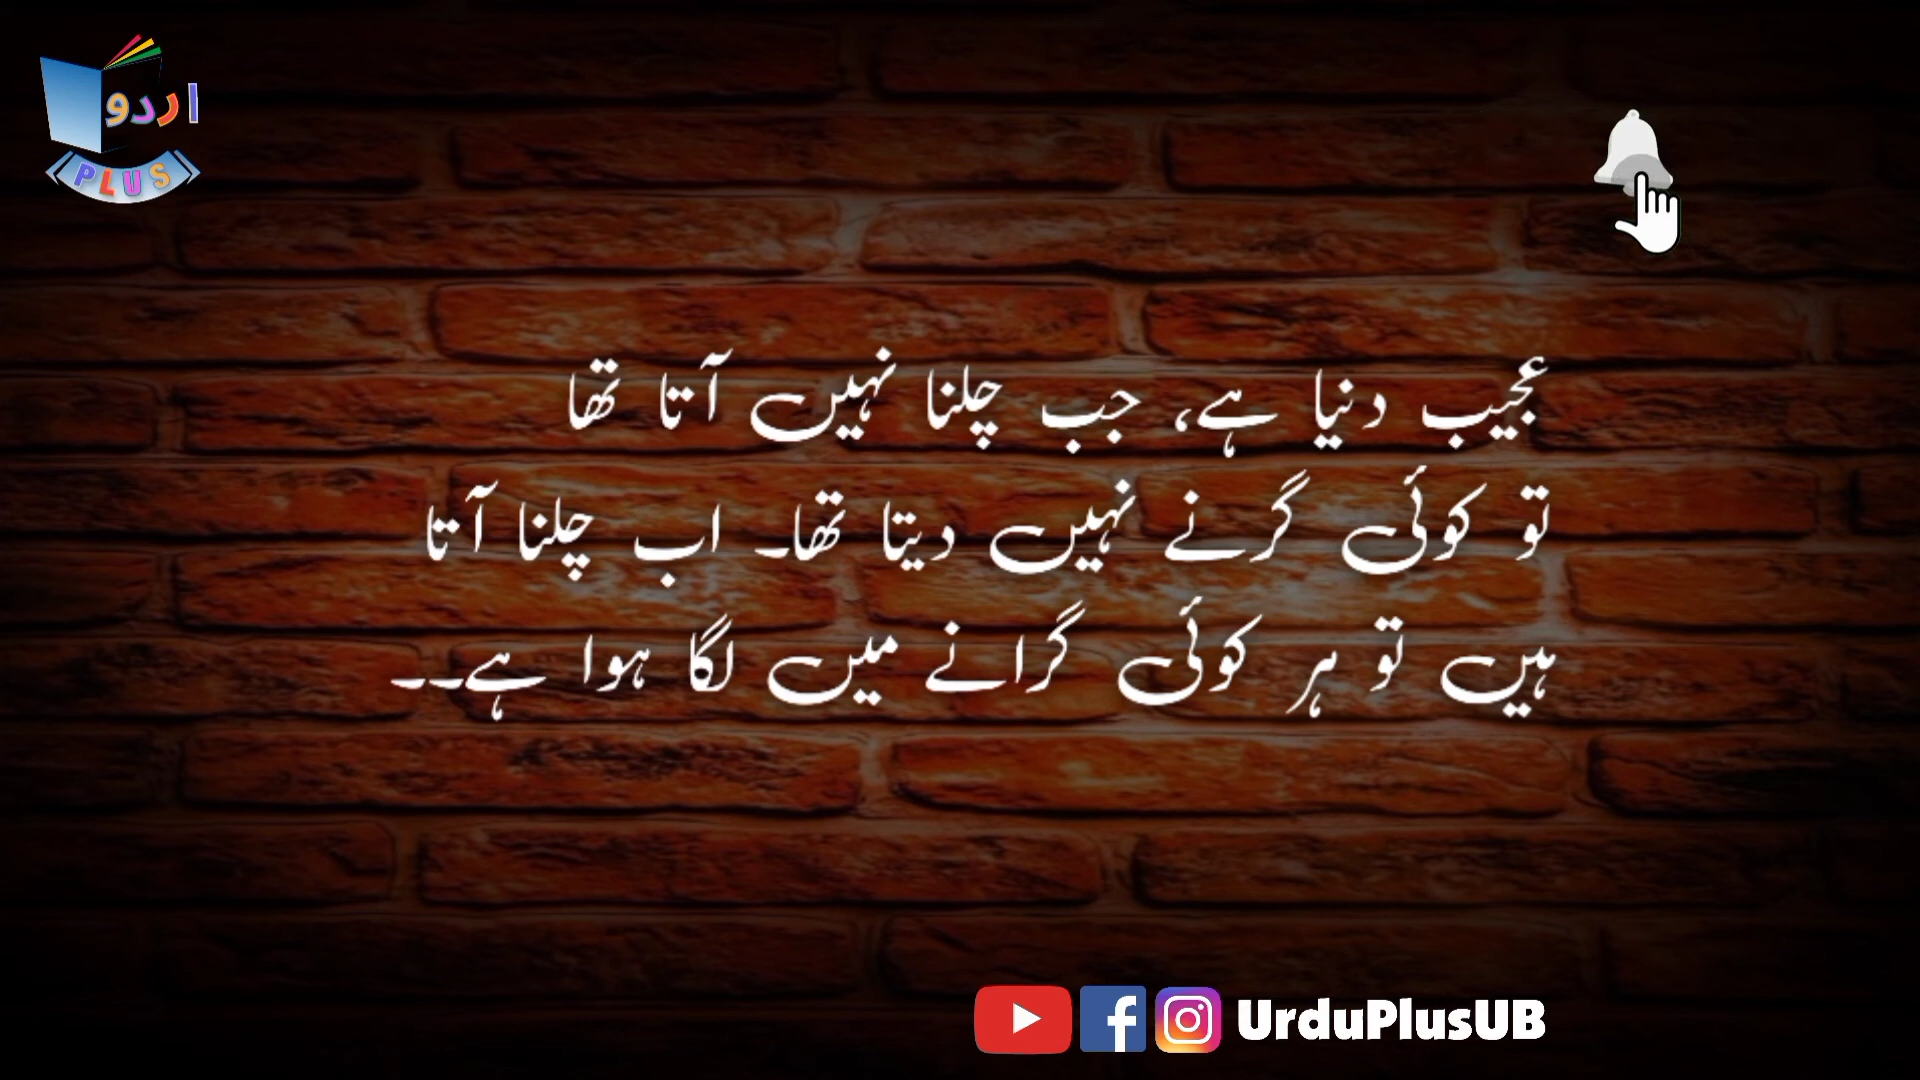 اردو
PLUS
عجیب دنیا ہے، جب چلنا نہیں آتا تھا
تو کوئی گرنے نہیں دیتا تھا۔ اب چلنا آتا
ہیں تو ہر کوئی گرانے میں لگا ہوا ہے۔۔
UrduPlusUB